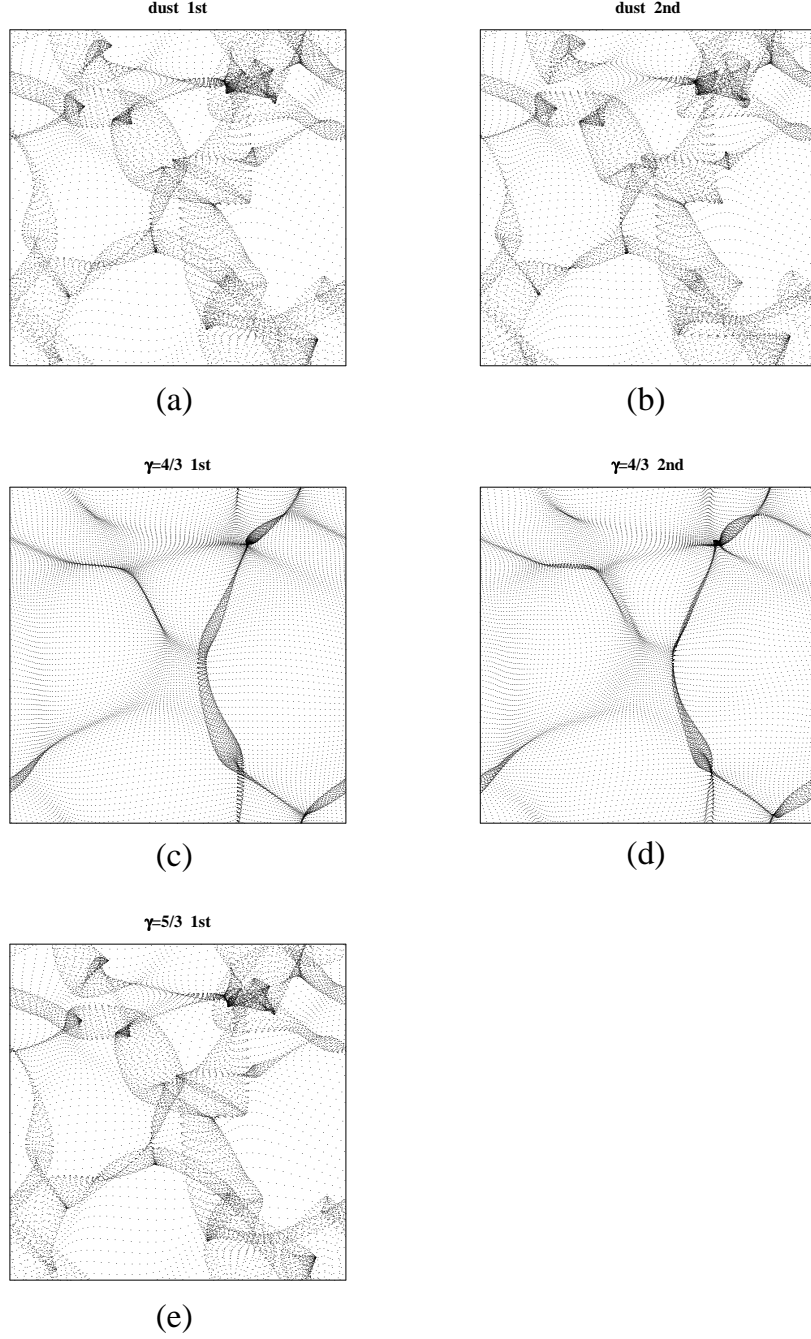 dust 1st
dust 2nd
(a)
(b)
γ=4/3 1st
γ=4/3 2nd
(c)
(d)
γ=5/3 1st
(e)